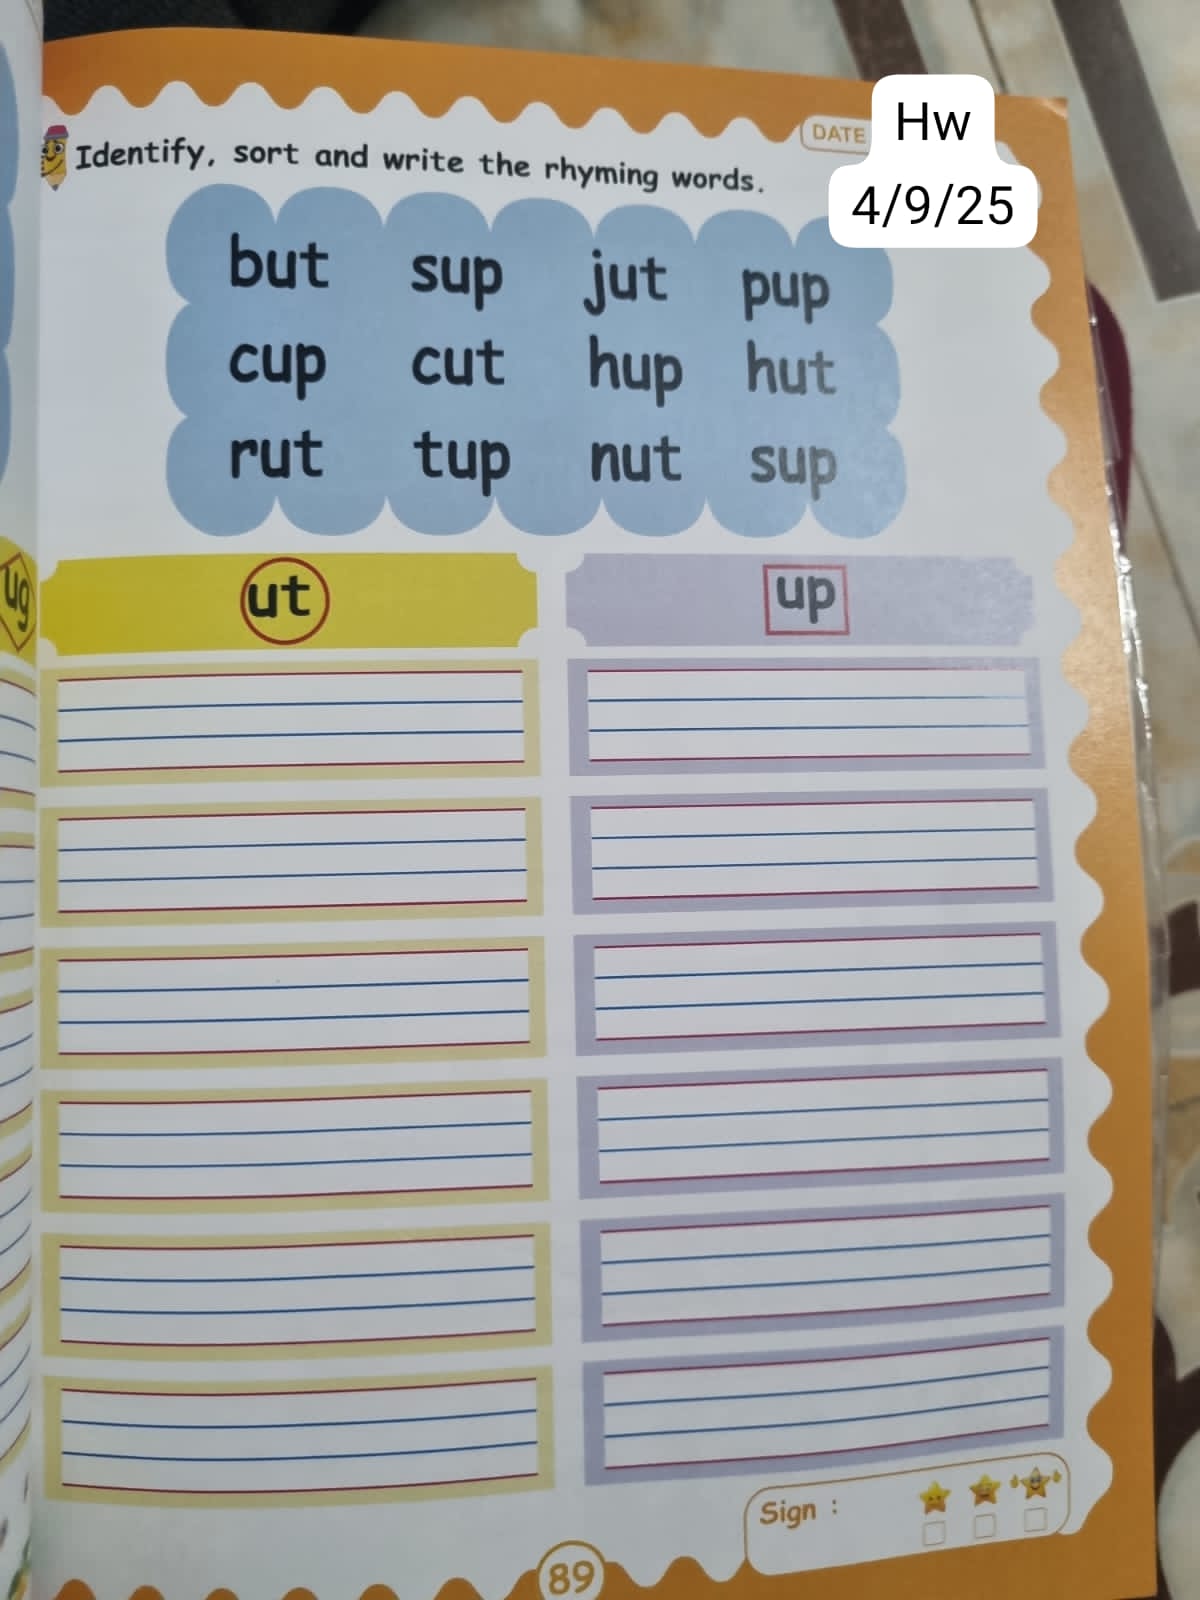 Hw
DATE
4/9/25
Identify, sort and write the rhyming words.
but sup jut pup
cup cut hup hut
rut tup nut sup
ug
ut up
Sign :
89